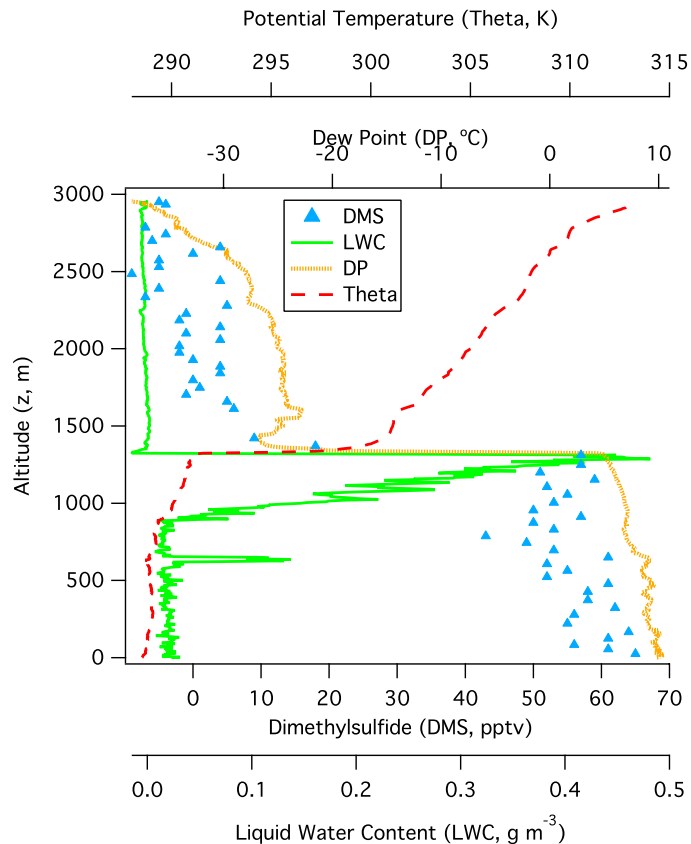 Potential Temperature (Theta, K)
290 295 300 305 310 315
Dew Point (DP, ºC)
-30 -20 -10 0 10
3000
2500
2000
1500
1000
500
0
Altitude (z, m)
DMS
LWC
DP
Theta
0 10 20 30 40 50 60 70
Dimethylsulfide (DMS, pptv)
0.0 0.1 0.2 0.3 0.4 0.5
Liquid Water Content (LWC, g m-3)